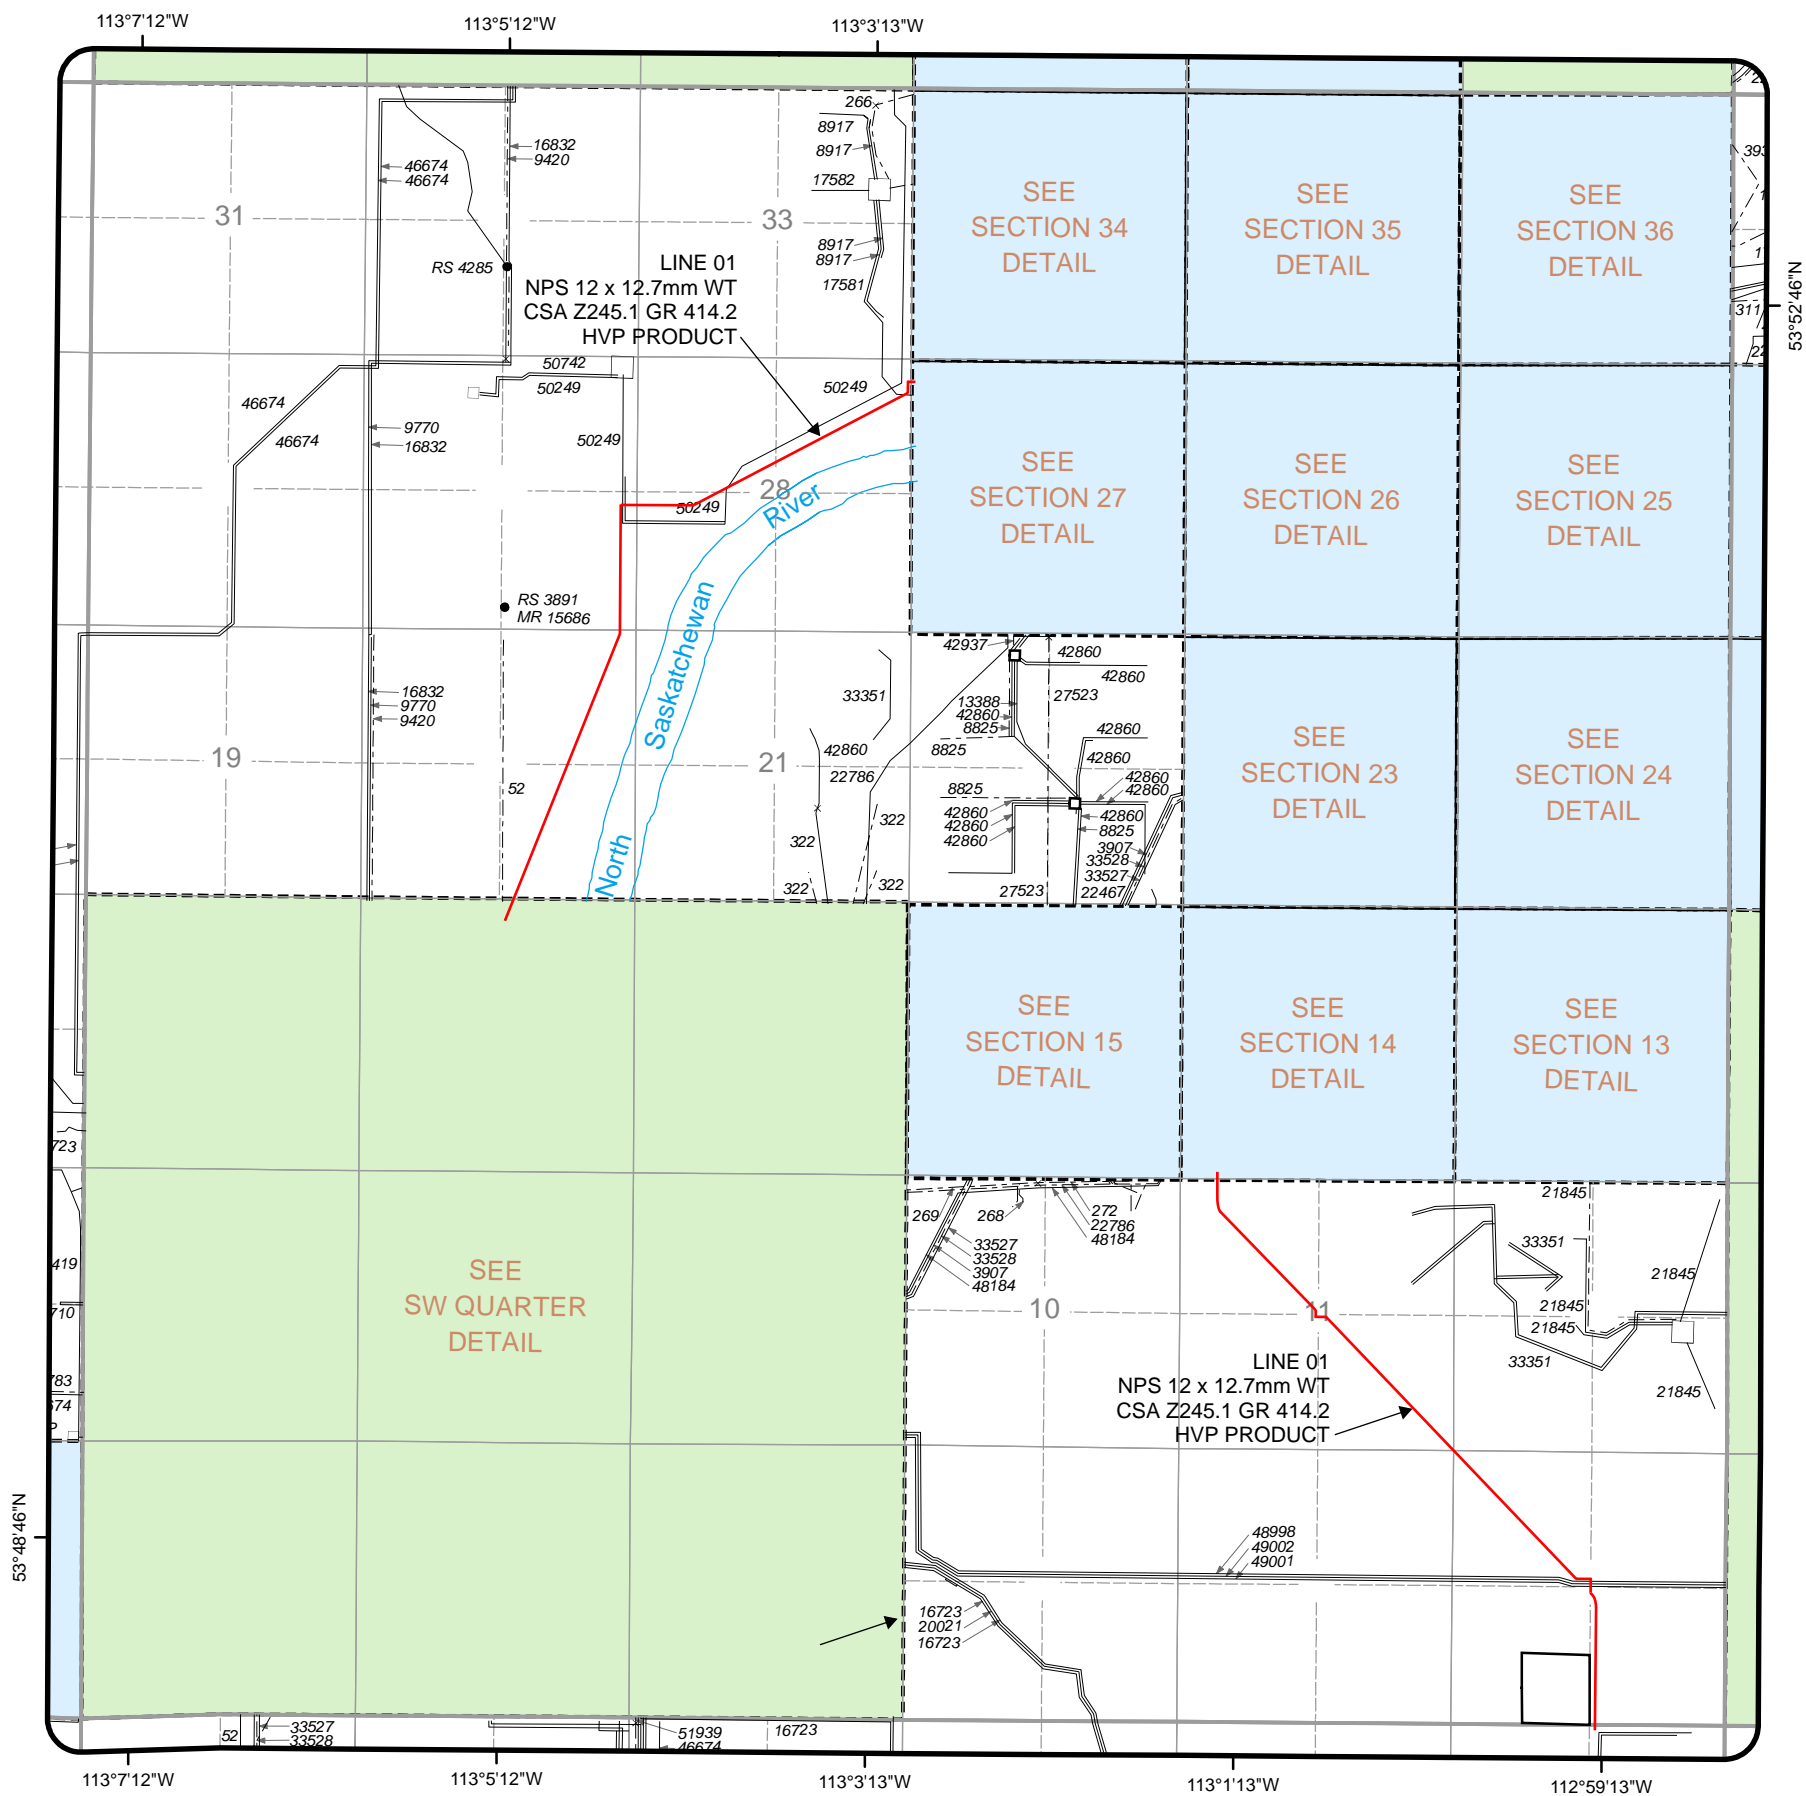 113°7'12"W
113°5'12"W
113°3'13"W
266
8917
8917
17582
16832
9420
46674
46674
31
33
8917
8917
17581
RS 4285
LINE 01
NPS 12 x 12.7mm WT
CSA Z245.1 GR 414.2
HVP PRODUCT
SEE
SECTION 34
DETAIL
SEE
SECTION 35
DETAIL
SEE
SECTION 36
DETAIL
393
311
22
53°52'46"N
50742
50249
50249
46674
46674
9770
16832
50249
28
50249
River
Saskatchewan
North
SEE
SECTION 27
DETAIL
SEE
SECTION 26
DETAIL
SEE
SECTION 25
DETAIL
RS 3891
MR 15686
42937
42860
42860
33351
13388
42860
8825
27523
16832
9770
9420
42860
22786
8825
42860
42860
19
21
52
8825
42860
42860
42860
42860
42860
42860
8825
322
322
3907
33528
33527
22467
322
322
27523
SEE
SECTION 23
DETAIL
SEE
SECTION 24
DETAIL
SEE
SECTION 15
DETAIL
SEE
SECTION 14
DETAIL
SEE
SECTION 13
DETAIL
723
419
710
783
674
SEE
SW QUARTER
DETAIL
269
268
272
22786
48184
33527
33528
3907
48184
21845
33351
21845
21845
21845
33351
21845
10
11
LINE 01
NPS 12 x 12.7mm WT
CSA Z245.1 GR 414.2
HVP PRODUCT
53°48'46"N
48998
49002
49001
16723
20021
16723
52
33527
33528
51939
46674
16723
113°7'12"W
113°5'12"W
113°3'13"W
113°1'13"W
112°59'13"W